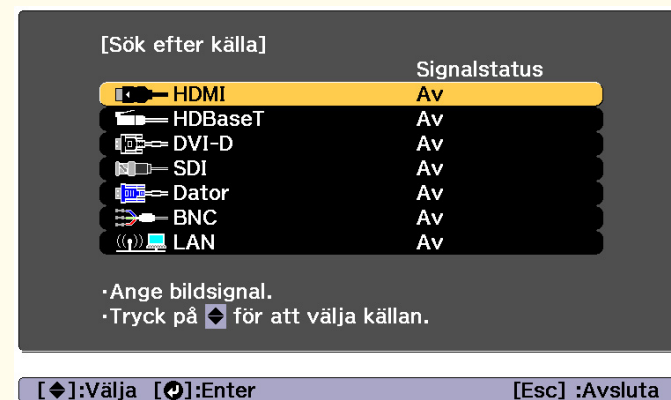 [Sök efter källa]
Signalstatus
HDMI Av
HDBaseT Av
DVI-D Av
SDI Av
Dator Av
BNC Av
LAN Av
·Ange bildsignal.
·Tryck på för att välja källan.
[ ]:Välja [ ]:Enter [Esc] :Avsluta